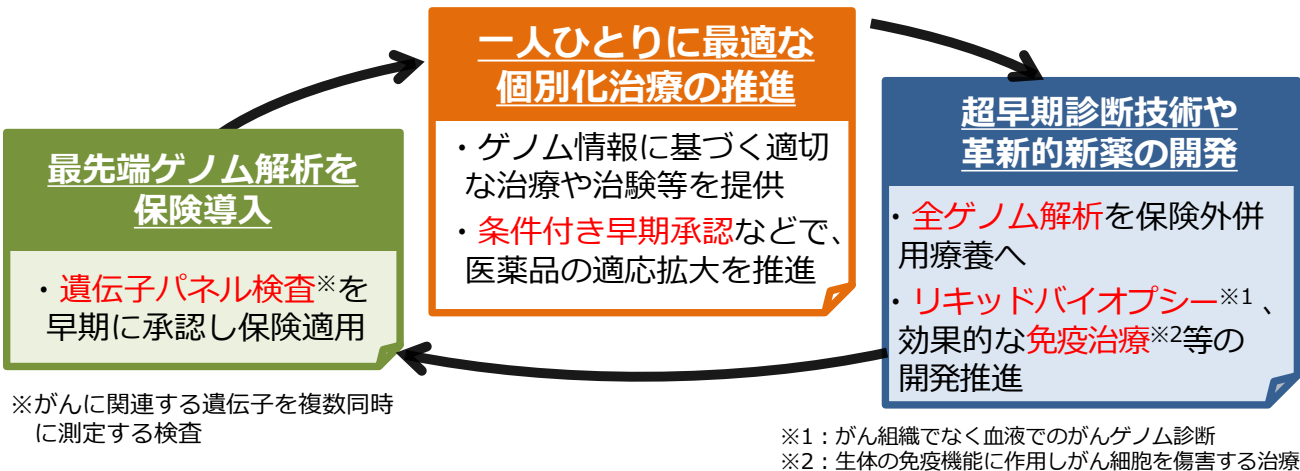 最先端ゲノム解析を
保険導入
・遺伝子パネル検査※を
早期に承認し保険適用
※がんに関連する遺伝子を複数同時
に測定する検査
一人ひとりに最適な
個別化治療の推進
・ゲノム情報に基づく適切
な治療や治験等を提供
・条件付き早期承認などで、
医薬品の適応拡大を推進
超早期診断技術や
革新的新薬の開発
・全ゲノム解析を保険外併
用療養へ
・リキッドバイオプシー※1、
効果的な免疫治療※2等の
開発推進
※1：がん組織でなく血液でのがんゲノム診断
※2：生体の免疫機能に作用しがん細胞を傷害する治療